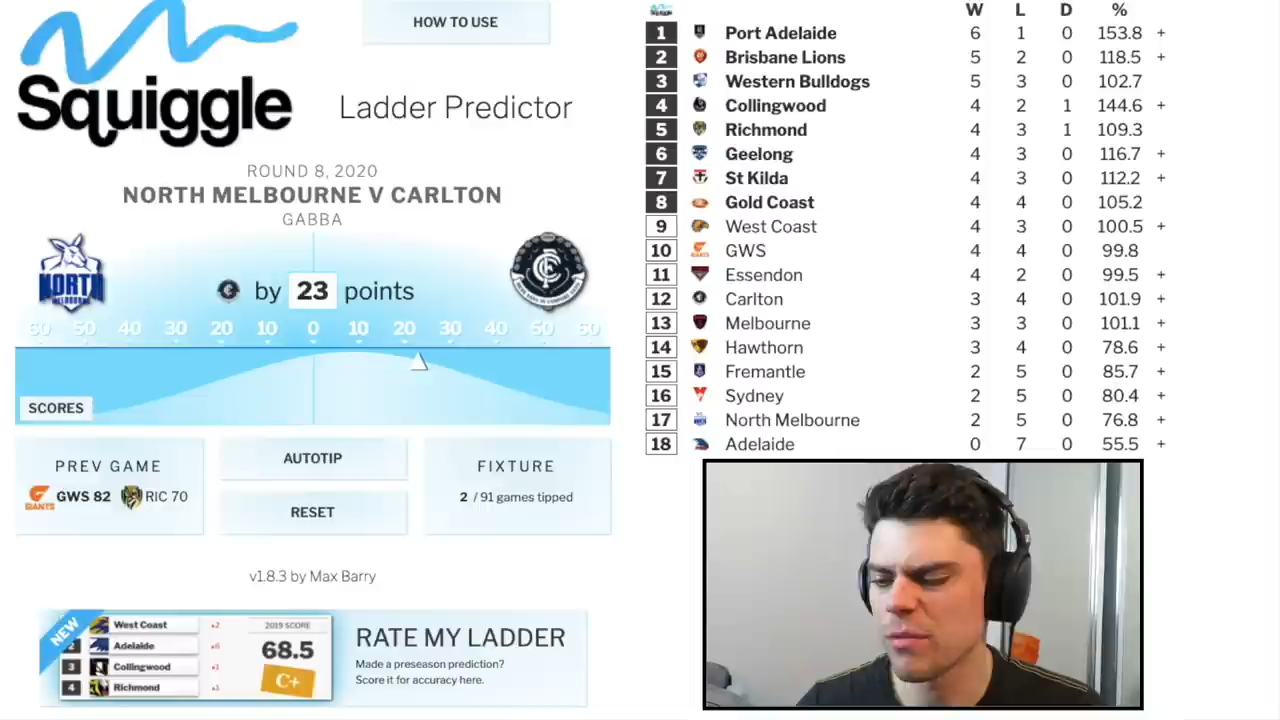 HOW TO USE
Squiggle
Ladder Predictor
ROUND 8, 2020
NORTH MELBOURNE V CARLTON
GABBA
NORTH
MELBOURNE
by 23 points
60 50 40 30 20 10 0 10 20 30 40 50 60
SCORES
PREV GAME
GIANTS GWS 82 RIC 70
AUTOTIP
RESET
FIXTURE
2 / 91 games tipped
v1.8.3 by Max Barry
NEW
West Coast
2 Adelaide
3 Collingwood
4 Richmond
2019 SCORE
68.5
C+
RATE MY LADDER
Made a preseason prediction?
Score it for accuracy here.
W L D %
1 Port Adelaide 6 1 0 153.8 +
2 Brisbane Lions 5 2 0 118.5 +
3 Western Bulldogs 5 3 0 102.7
4 Collingwood 4 2 1 144.6 +
5 Richmond 4 3 1 109.3
6 Geelong 4 3 0 116.7 +
7 St Kilda 4 3 0 112.2 +
8 Gold Coast 4 4 0 105.2
9 West Coast 4 3 0 100.5 +
10 GWS 4 4 0 99.8
11 Essendon 4 2 0 99.5 +
12 Carlton 3 4 0 101.9 +
13 Melbourne 3 3 0 101.1 +
14 Hawthorn 3 4 0 78.6 +
15 Fremantle 2 5 0 85.7 +
16 Sydney 2 5 0 80.4 +
17 North Melbourne 2 5 0 76.8 +
18 Adelaide 0 7 0 55.5 +